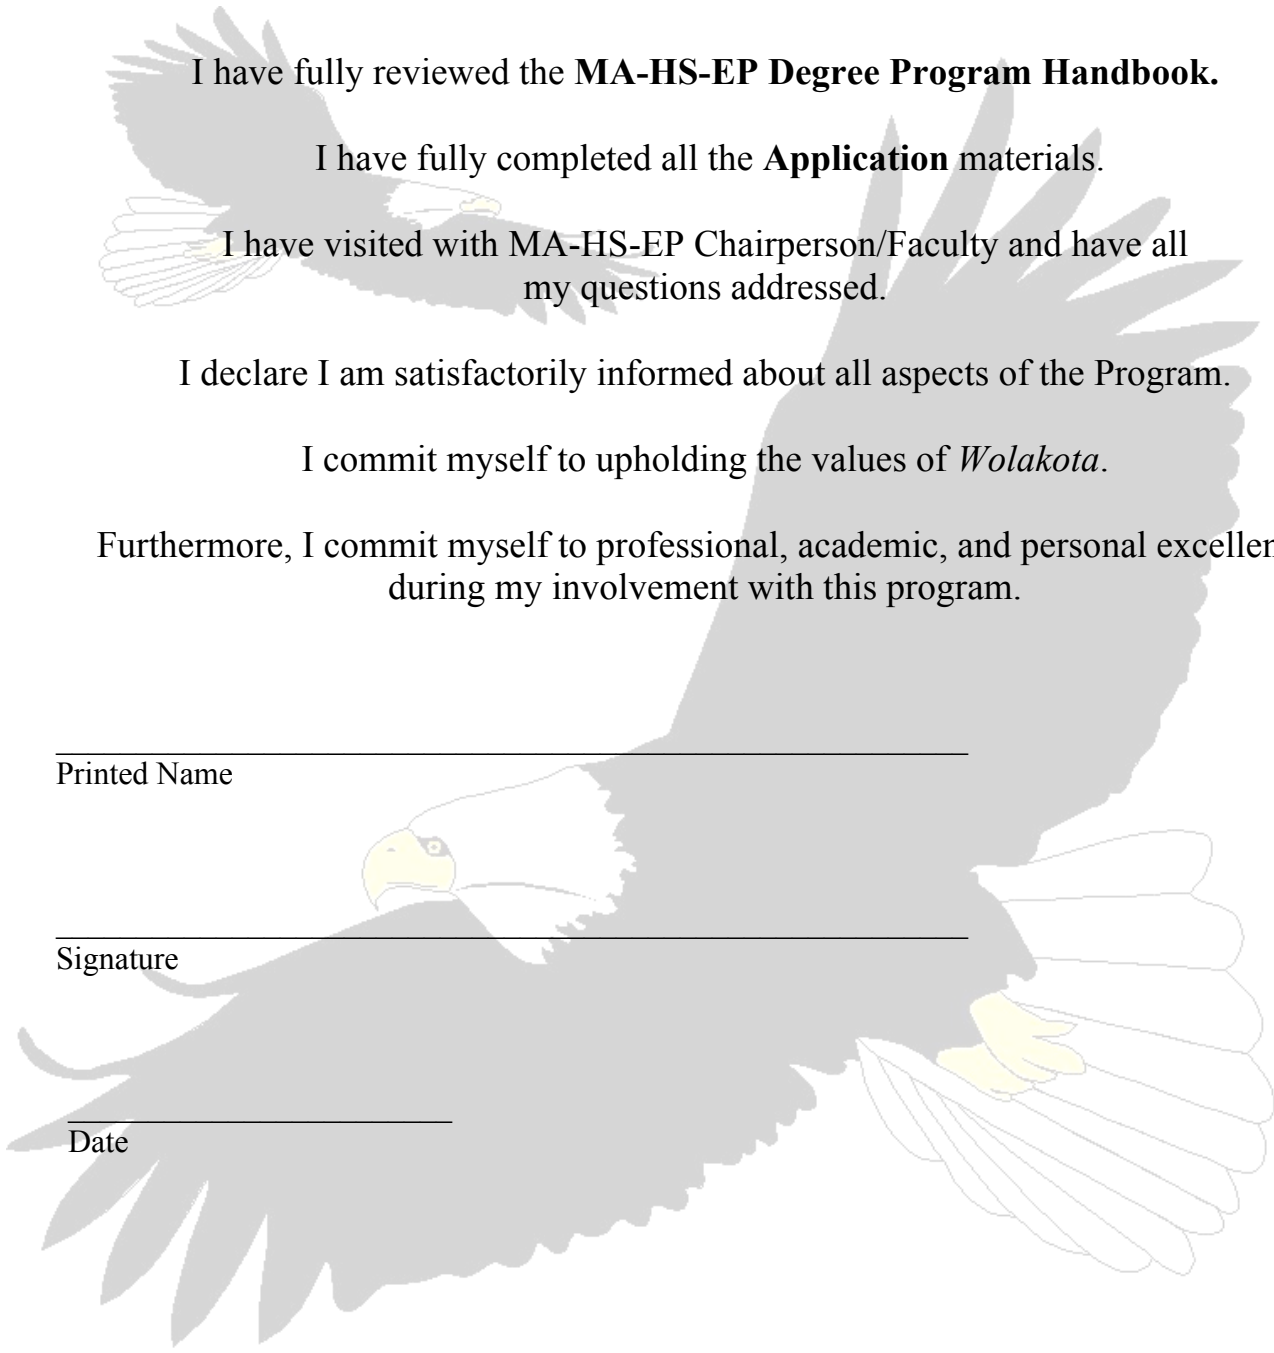 I have fully reviewed the MA-HS-EP Degree Program Handbook.
I have fully completed all the Application materials.
I have visited with MA-HS-EP Chairperson/Faculty and have all
my questions addressed.
I declare I am satisfactorily informed about all aspects of the Program.
I commit myself to upholding the values of Wolakota.
Furthermore, I commit myself to professional, academic, and personal excellen
during my involvement with this program.
Printed Name
Signature
Date